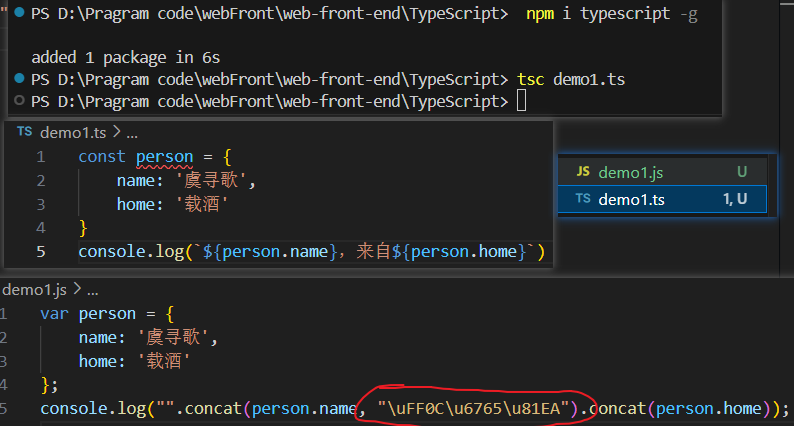 PS D:\Pragram code\webFront\web-front-end\TypeScript>  npm i typescript -g
added 1 package in 6s
PS D:\Pragram code\webFront\web-front-end\TypeScript> tsc demo1.ts
PS D:\Pragram code\webFront\web-front-end\TypeScript>
TS demo1.ts > ...
1 const person = {
2 name: '虞寻歌',
3 home: '载酒'
4 }
5 console.log(`${person.name}，来自${person.home}`)
JS demo1.js U
TS demo1.ts 1, U
demo1.js > ...
1 var person = {
2 name: '虞寻歌',
3 home: '载酒'
4 };
5 console.log("".concat(person.name, "\uFF0C\u6765\u81EA").concat(person.home));